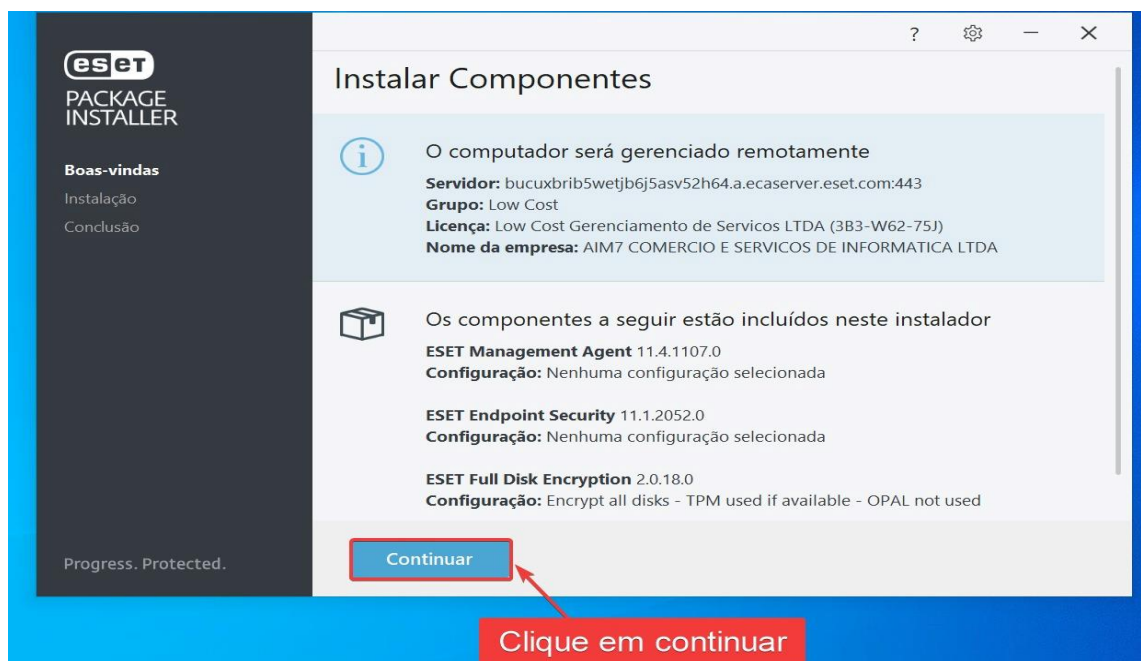 ?
eset
PACKAGE
INSTALLER
Boas-vindas
Instalação
Conclusão
Progress. Protected.
Instalar Componentes
O computador será gerenciado remotamente
Servidor: bucuxbrib5wetjb6j5asv52h64.a.ecaserver.eset.com:443
Grupo: Low Cost
Licença: Low Cost Gerenciamento de Servicos LTDA (3B3-W62-75J)
Nome da empresa: AIM7 COMERCIO E SERVICOS DE INFORMATICA LTDA
Os componentes a seguir estão incluídos neste instalador
ESET Management Agent 11.4.1107.0
Configuração: Nenhuma configuração selecionada
ESET Endpoint Security 11.1.2052.0
Configuração: Nenhuma configuração selecionada
ESET Full Disk Encryption 2.0.18.0
Configuração: Encrypt all disks - TPM used if available - OPAL not used
Continuar
Clique em continuar